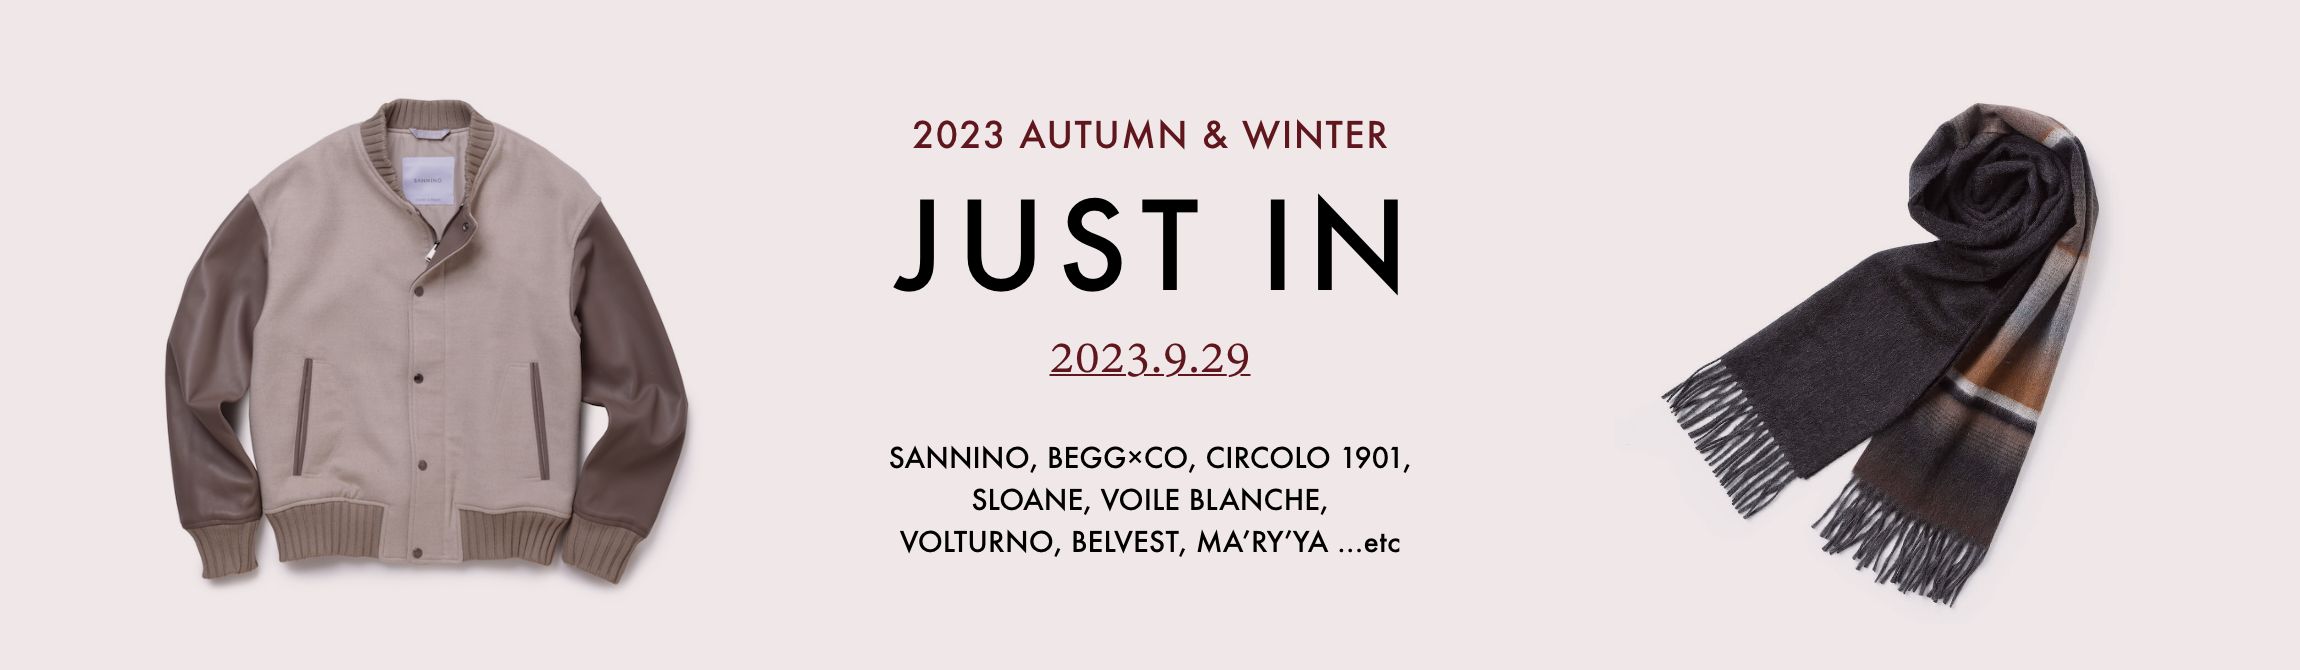 2023 AUTUMN & WINTER
JUST IN
2023.9.29
SANNINO, BEGG×CO, CIRCOLO 1901,
SLOANE, VOILE BLANCHE,
VOLTURNO, BELVEST, MA’RY’YA ...etc
SANNINO